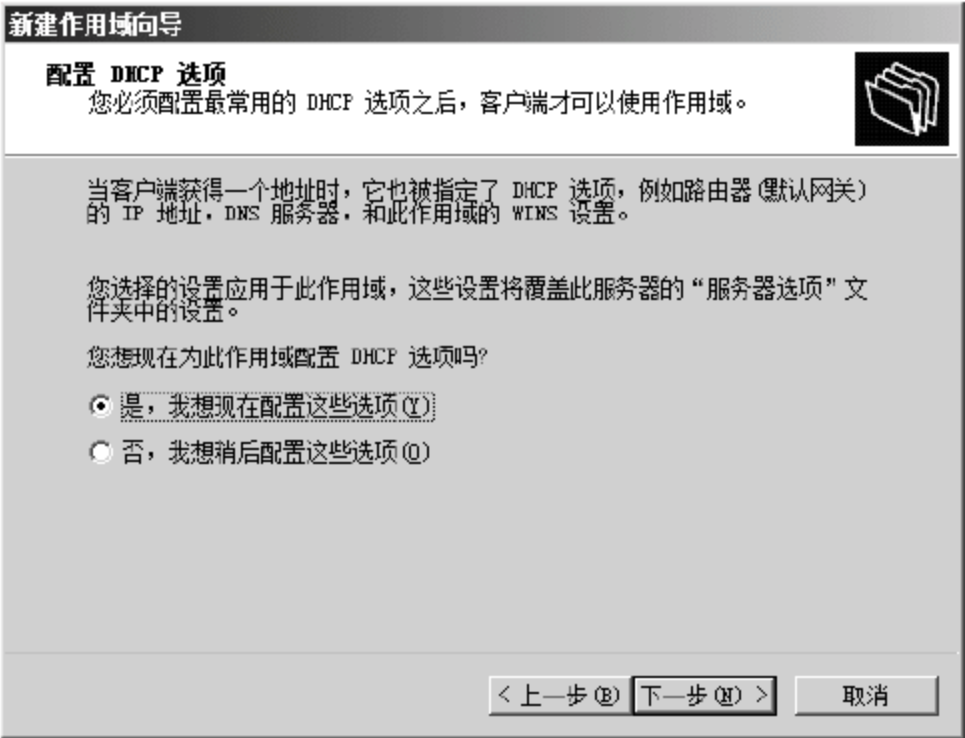 新建作用域向导
配置 DHCP 选项
您必须配置最常用的 DHCP 选项之后，客户端才可以使用作用域。
当客户端获得一个地址时，它也被指定了 DHCP 选项，例如路由器(默认网关)
的 IP 地址，DNS 服务器，和此作用域的 WINS 设置。
您选择的设置应用于此作用域，这些设置将覆盖此服务器的“服务器选项”文
件夹中的设置。
您想现在为此作用域配置 DHCP 选项吗?
是，我想现在配置这些选项(Y)
否，我想稍后配置这些选项(O)
< 上一步(B)
下一步(N) >
取消